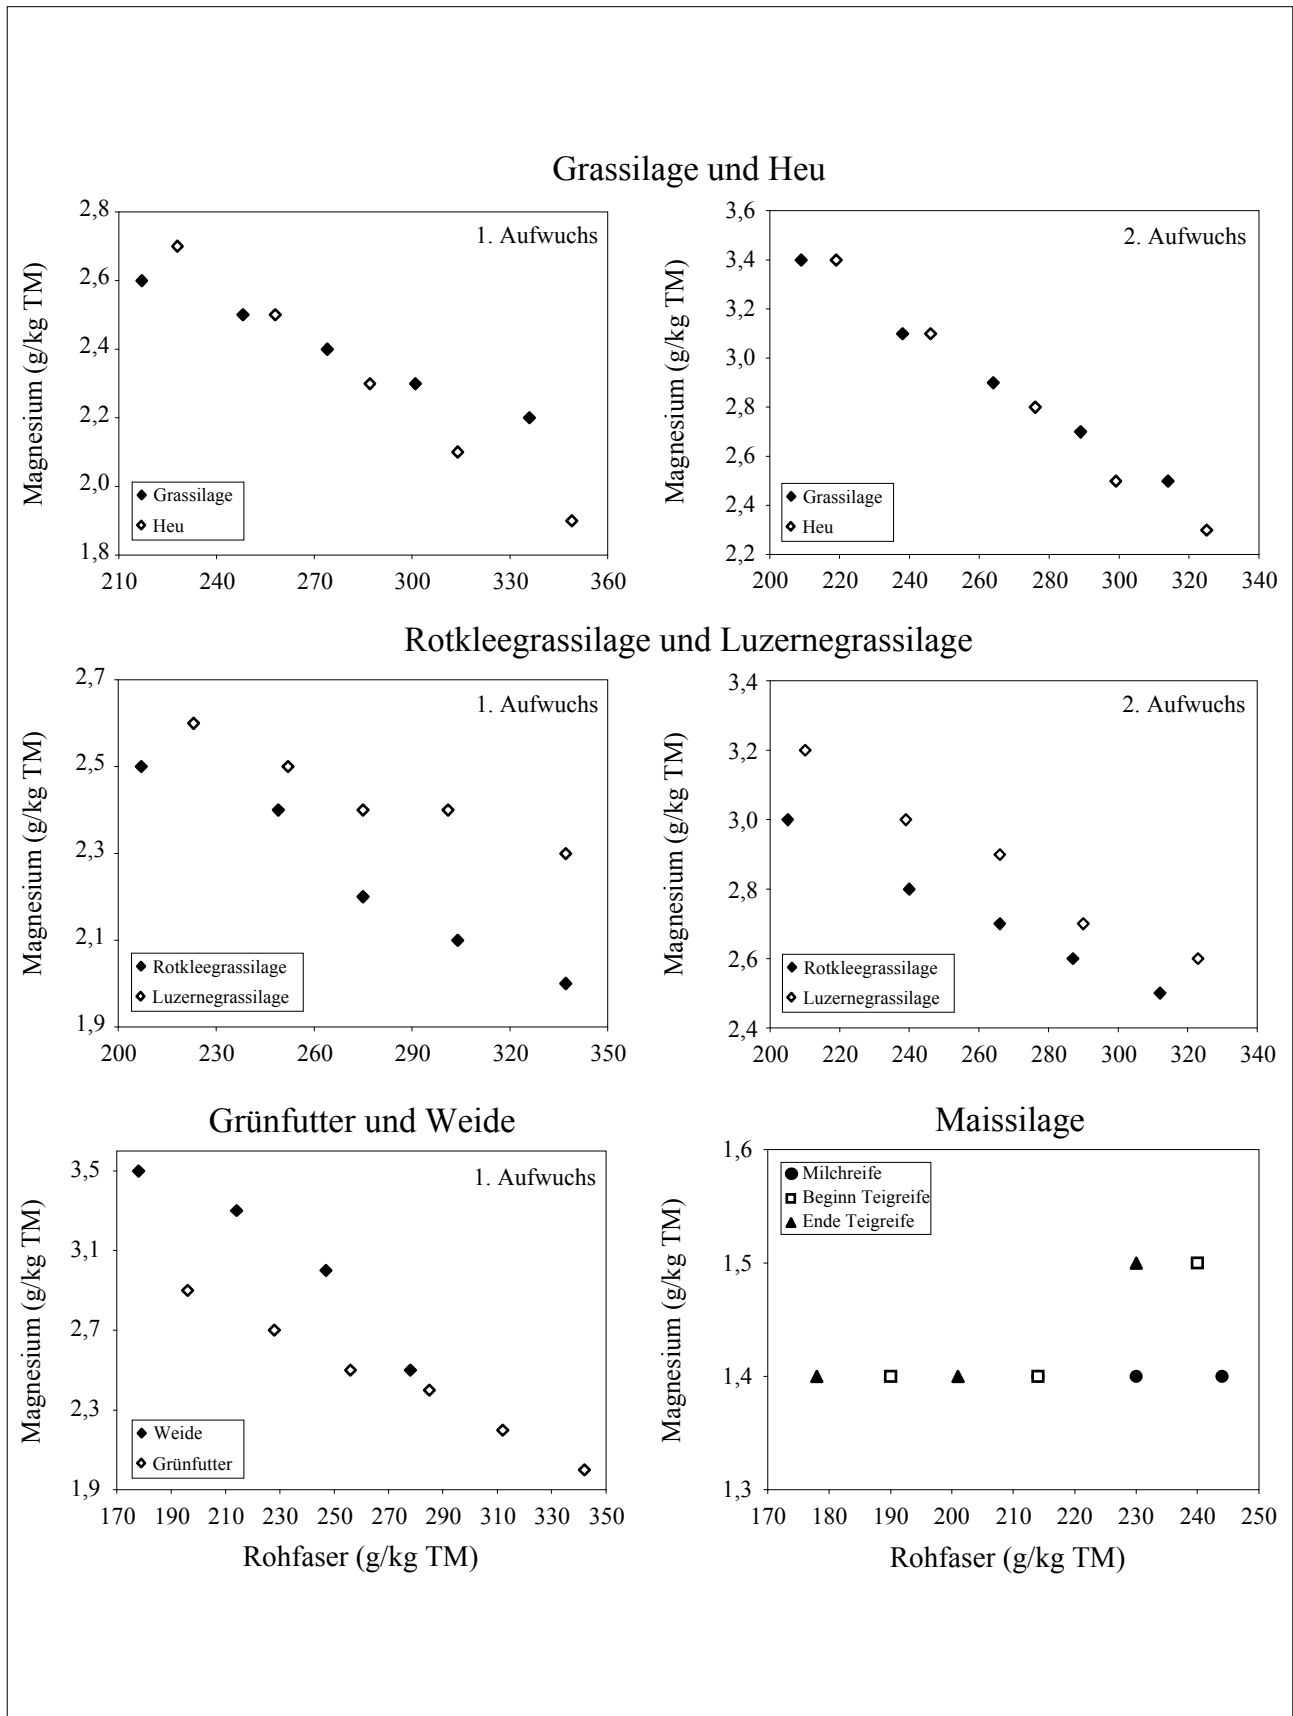 Grassilage und Heu
1. Aufwuchs
Magnesium (g/kg TM)
2,8
2,6
2,4
2,2
2,0
1,8
210 240 270 300 330 360
Grassilage
Heu
2. Aufwuchs
Magnesium (g/kg TM)
3,6
3,4
3,2
3,0
2,8
2,6
2,4
2,2
200 220 240 260 280 300 320 340
Grassilage
Heu
Rotkleegrassilage und Luzernegrassilage
1. Aufwuchs
Magnesium (g/kg TM)
2,7
2,5
2,3
2,1
1,9
200 230 260 290 320 350
Rotkleegrassilage
Luzernegrassilage
2. Aufwuchs
Magnesium (g/kg TM)
3,4
3,2
3,0
2,8
2,6
2,4
200 220 240 260 280 300 320 340
Rotkleegrassilage
Luzernegrassilage
Grünfutter und Weide
1. Aufwuchs
Magnesium (g/kg TM)
3,5
3,1
2,7
2,3
1,9
170 190 210 230 250 270 290 310 330 350
Weide
Grünfutter
Rohfaser (g/kg TM)
Maissilage
Magnesium (g/kg TM)
1,6
1,5
1,4
1,3
170 180 190 200 210 220 230 240 250
Milchreife
Beginn Teigreife
Ende Teigreife
Rohfaser (g/kg TM)